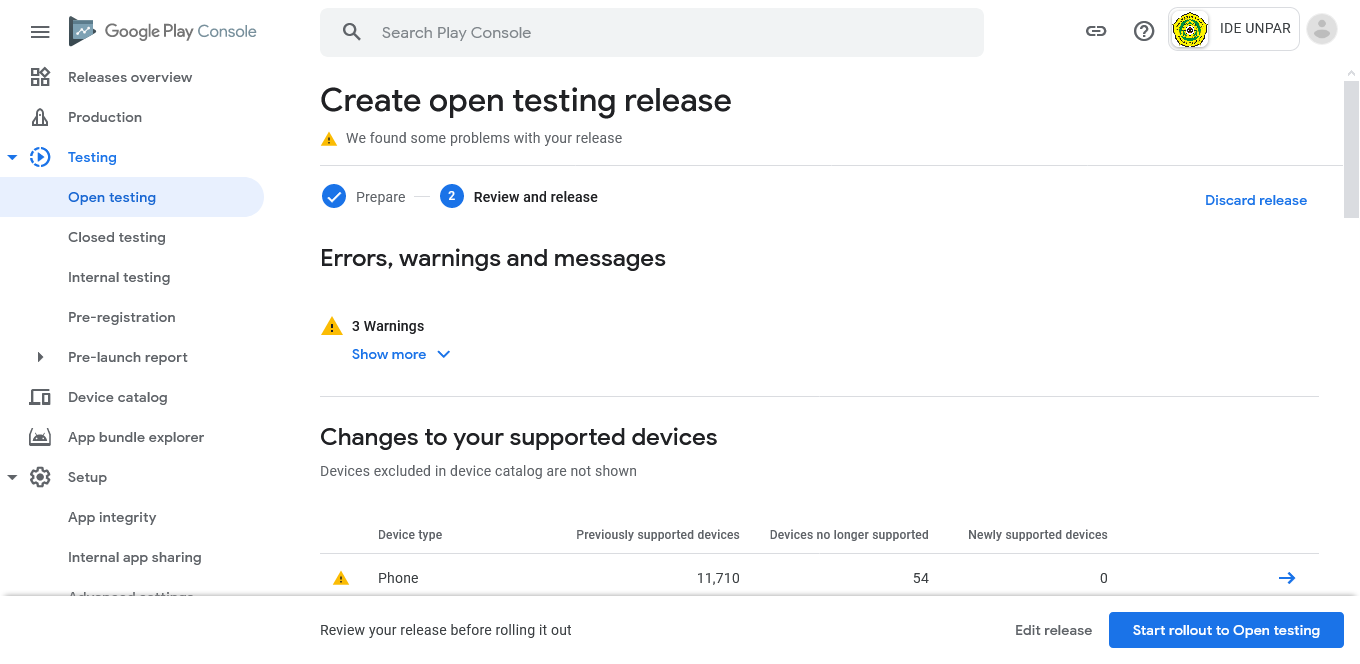 Google Play Console
Search Play Console
IDE UNPAR
Releases overview
Production
Testing
Open testing
Closed testing
Internal testing
Pre-registration
Pre-launch report
Device catalog
App bundle explorer
Setup
App integrity
Internal app sharing
Advanced settings
Create open testing release
We found some problems with your release
Prepare
2 Review and release
Discard release
Errors, warnings and messages
3 Warnings
Show more
Changes to your supported devices
Devices excluded in device catalog are not shown
Device type Previously supported devices Devices no longer supported Newly supported devices
Phone 11,710 54 0
Review your release before rolling it out
Edit release
Start rollout to Open testing